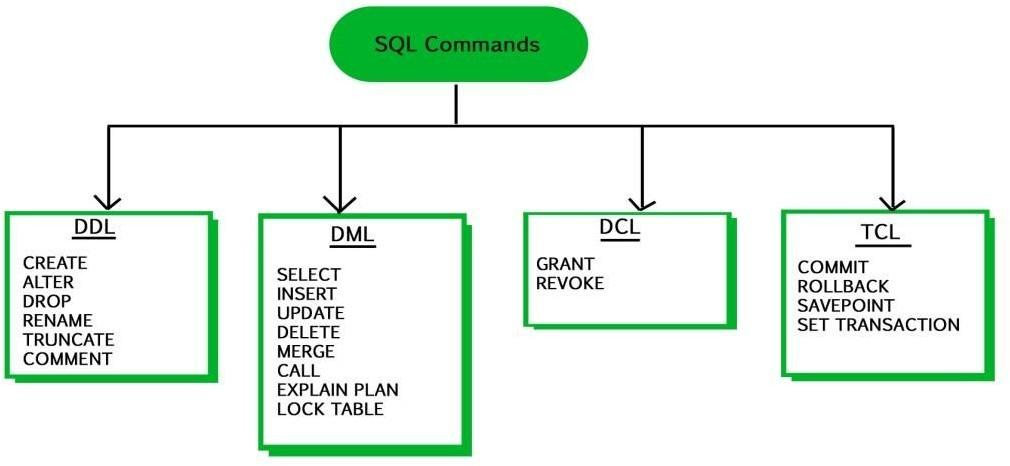 SQL Commands
DDL
CREATE
ALTER
DROP
RENAME
TRUNCATE
COMMENT
DML
SELECT
INSERT
UPDATE
DELETE
MERGE
CALL
EXPLAIN PLAN
LOCK TABLE
DCL
GRANT
REVOKE
TCL
COMMIT
ROLLBACK
SAVEPOINT
SET TRANSACTION